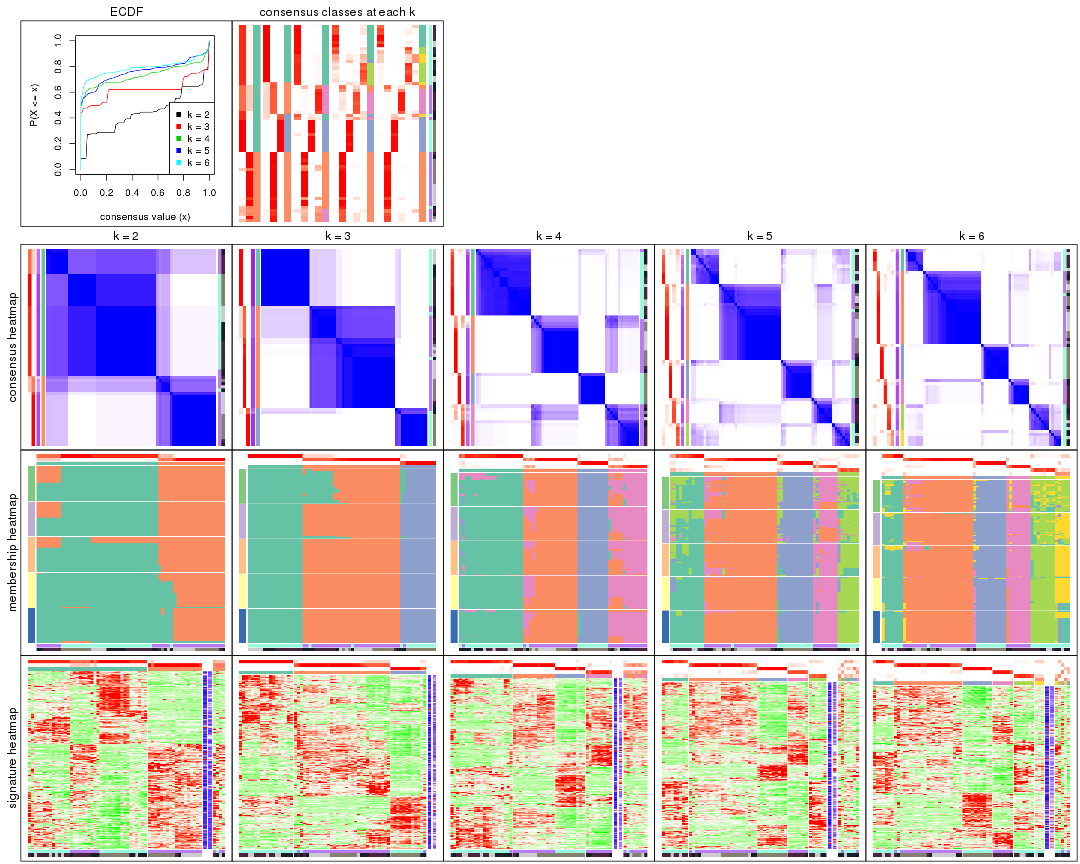 ECDF
consensus classes at each k
P(X <= x)
0.0
0.2
0.4
0.6
0.8
1.0
k = 2
k = 3
k = 4
k = 5
k = 6
0.0 0.2 0.4 0.6 0.8 1.0
consensus value (x)
k = 2
k = 3
k = 4
k = 5
k = 6
consensus heatmap
membership heatmap
signature heatmap